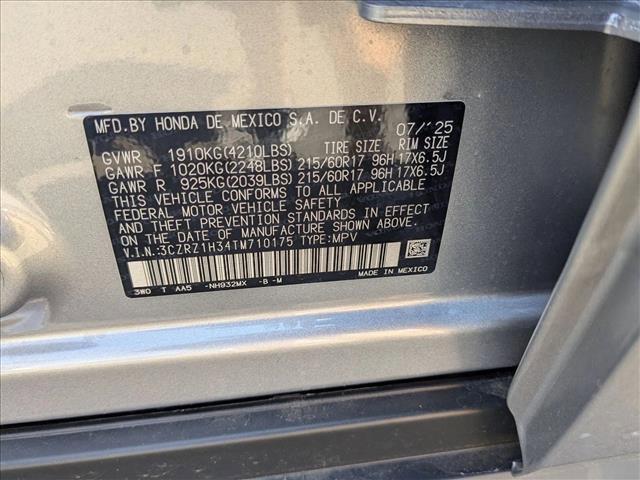 MFD.BY HONDA DE MEXICO S.A. DE C.V. 07/'25
GVWR 1910KG(4210LBS) TIRE SIZE RIM SIZE
GAWR F 1020KG(2248LBS) 215/60R17 96H 17X6.5J
GAWR R 925KG(2039LBS) 215/60R17 96H 17X6.5J
THIS VEHICLE CONFORMS TO ALL APPLICABLE
FEDERAL MOTOR VEHICLE SAFETY, BUMPER,
AND THEFT PREVENTION STANDARDS IN EFFECT
ON THE DATE OF MANUFACTURE SHOWN ABOVE.
V.I.N.:3CZRZ1H34TM710175 TYPE:MPV
3W0 T AA5 -NH932MX -B -M MADE IN MEXICO